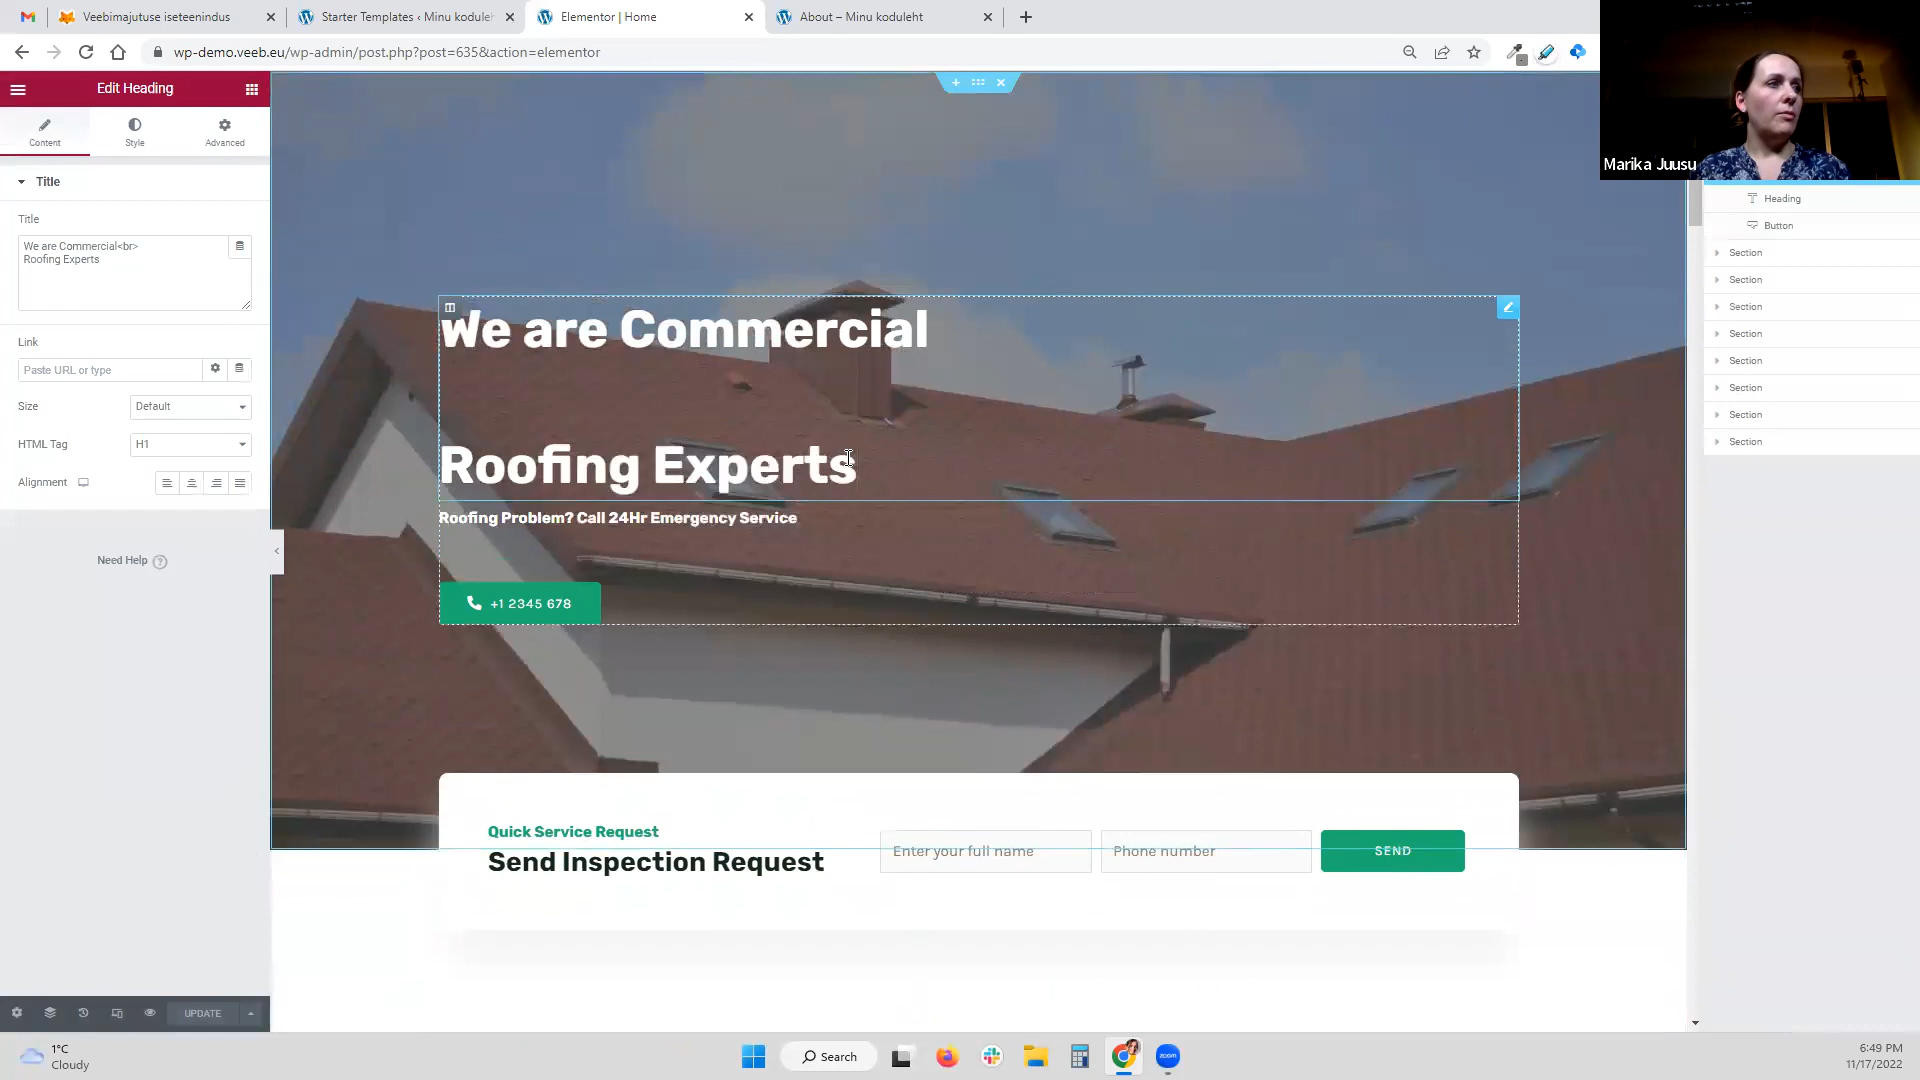 Veebimajutuse iseteenindus
Starter Templates ‹ Minu koduleh
Elementor | Home
About – Minu koduleht
wp-demo.veeb.eu/wp-admin/post.php?post=635&action=elementor
Edit Heading
Content
Style
Advanced
Title
Title
We are Commercial<br>
Roofing Experts
Link
Paste URL or type
Size
Default
HTML Tag
H1
Alignment
Need Help
UPDATE
We are Commercial
Roofing Experts
Roofing Problem? Call 24Hr Emergency Service
+1 2345 678
Quick Service Request
Send Inspection Request
Enter your full name
Phone number
SEND
Marika Juusu
Heading
Button
Section
Section
Section
Section
Section
Section
Section
Section
1°C
Cloudy
Search
zoom
6:49 PM
11/17/2022